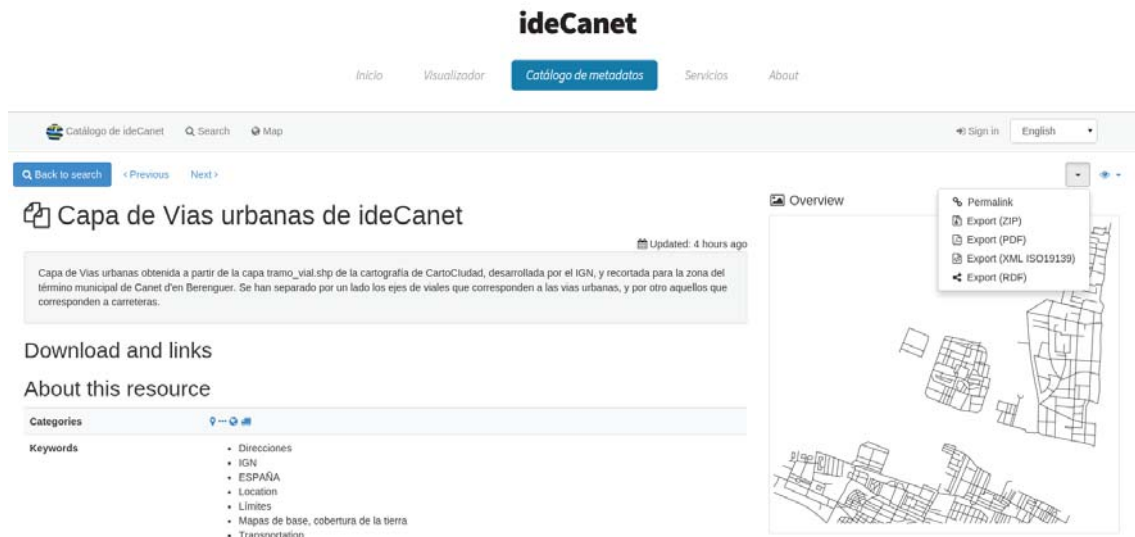 ideCanet
Inicio Visualizador Catálogo de metadatos Servicios About
Catálogo de ideCanet Search Map Sign in English
Back to search ‹ Previous Next ›
Capa de Vias urbanas de ideCanet
Updated: 4 hours ago
Capa de Vias urbanas obtenida a partir de la capa tramo_vial.shp de la cartografía de CartoCIudad, desarrollada por el IGN, y recortada para la zona del
término municipal de Canet d'en Berenguer. Se han separado por un lado los ejes de viales que corresponden a las vias urbanas, y por otro aquellos que
corresponden a carreteras.
Download and links
About this resource
Categories
Keywords
• Direcciones
• IGN
• ESPAÑA
• Location
• Límites
• Mapas de base, cobertura de la tierra
• Transportation
Overview
Permalink
Export (ZIP)
Export (PDF)
Export (XML ISO19139)
Export (RDF)